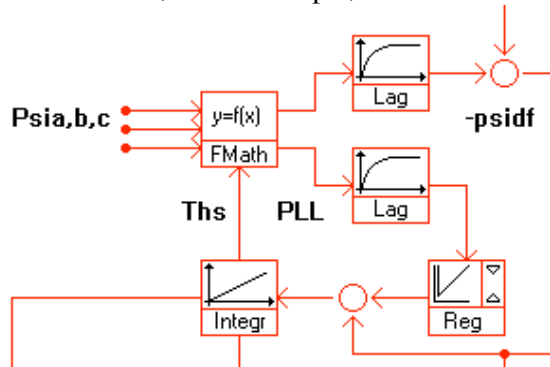 Lag
Psia,b,c
y=f(x)
-psidf
FMath
Ths
PLL
Lag
Integr
Reg